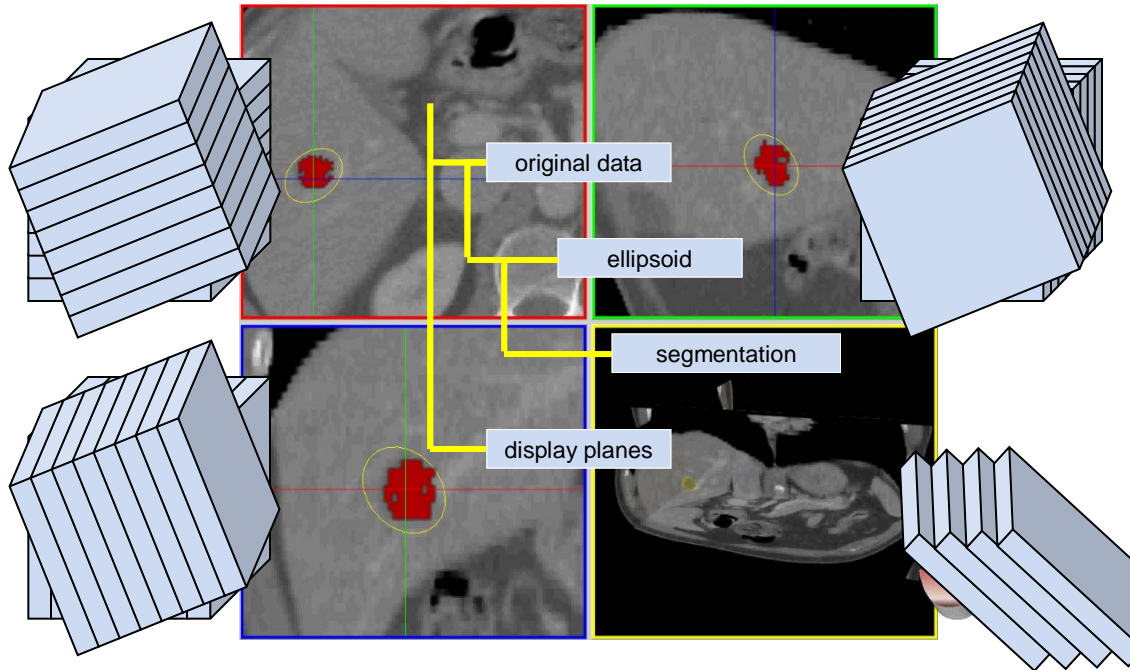 original data
ellipsoid
segmentation
display planes